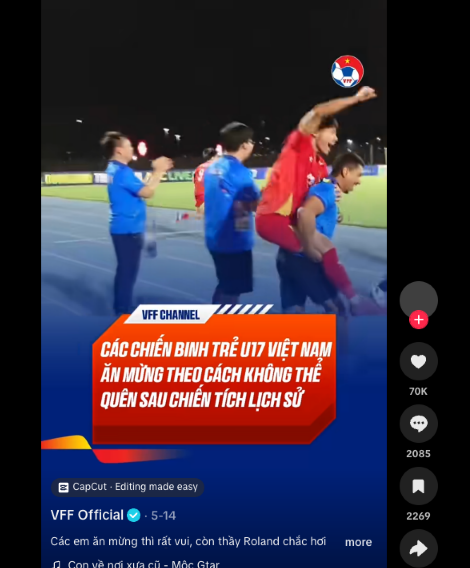 VFF
LIVE
VFF CHANNEL
CÁC CHIẾN BINH TRẺ U17 VIỆT NAM
ĂN MỪNG THEO CÁCH KHÔNG THỂ
QUÊN SAU CHIẾN TÍCH LỊCH SỬ
CapCut · Editing made easy
VFF Official · 5-14
Các em ăn mừng thì rất vui, còn thầy Roland chắc hơi more
Con về nơi xưa cũ - Mộc Gtar
70K
2085
2269